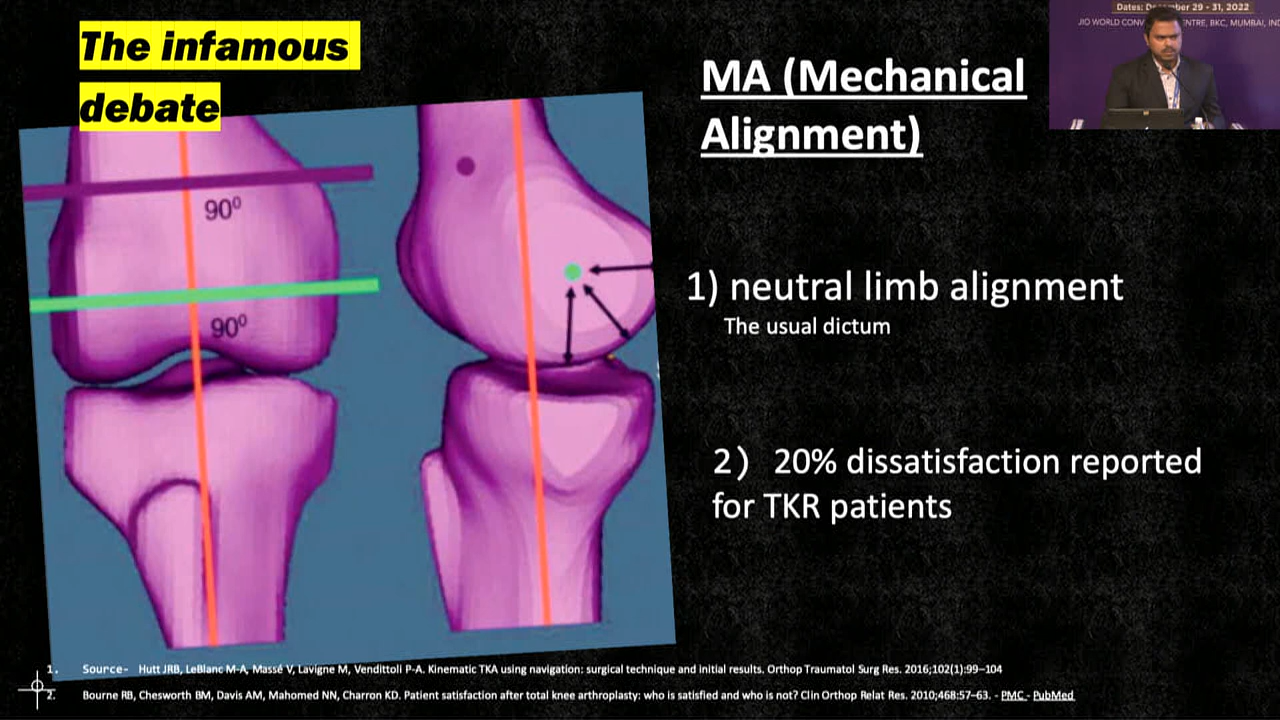 The infamous
debate
MA (Mechanical
Alignment)
Dates: December 29 - 31, 2022
JIO WORLD CONV ENTRE, BKC, MUMBAI, IND
90⁰
90⁰
1) neutral limb alignment
The usual dictum
2) 20% dissatisfaction reported
for TKR patients
1. Source- Hutt JRB, LeBlanc M-A, Massé V, Lavigne M, Vendittoli P-A. Kinematic TKA using navigation: surgical technique and initial results. Orthop Traumatol Surg Res. 2016;102(1):99–104
2. Bourne RB, Chesworth BM, Davis AM, Mahomed NN, Charron KD. Patient satisfaction after total knee arthroplasty: who is satisfied and who is not? Clin Orthop Relat Res. 2010;468:57–63. - PMC - PubMed